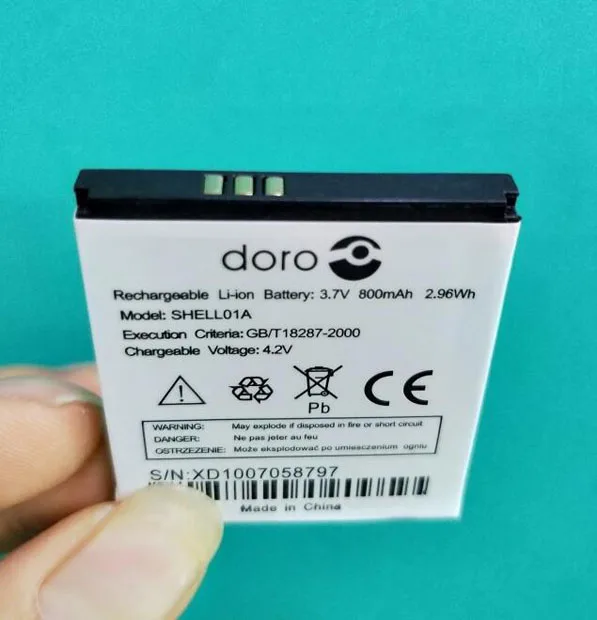 doro
Rechargeable Li-ion Battery: 3.7V 800mAh 2.96Wh
Model: SHELL01A
Execution Criteria: GB/T18287-2000
Chargeable Voltage: 4.2V
Pb
CE
WARNING: May explode if disposed in fire or short circuit
DANGER: Ne pas jeter au feu
OSTRZEZENIE: Może eksplodować po umieszczeniu w ogniu
S/N:XD1007058797
Made in China